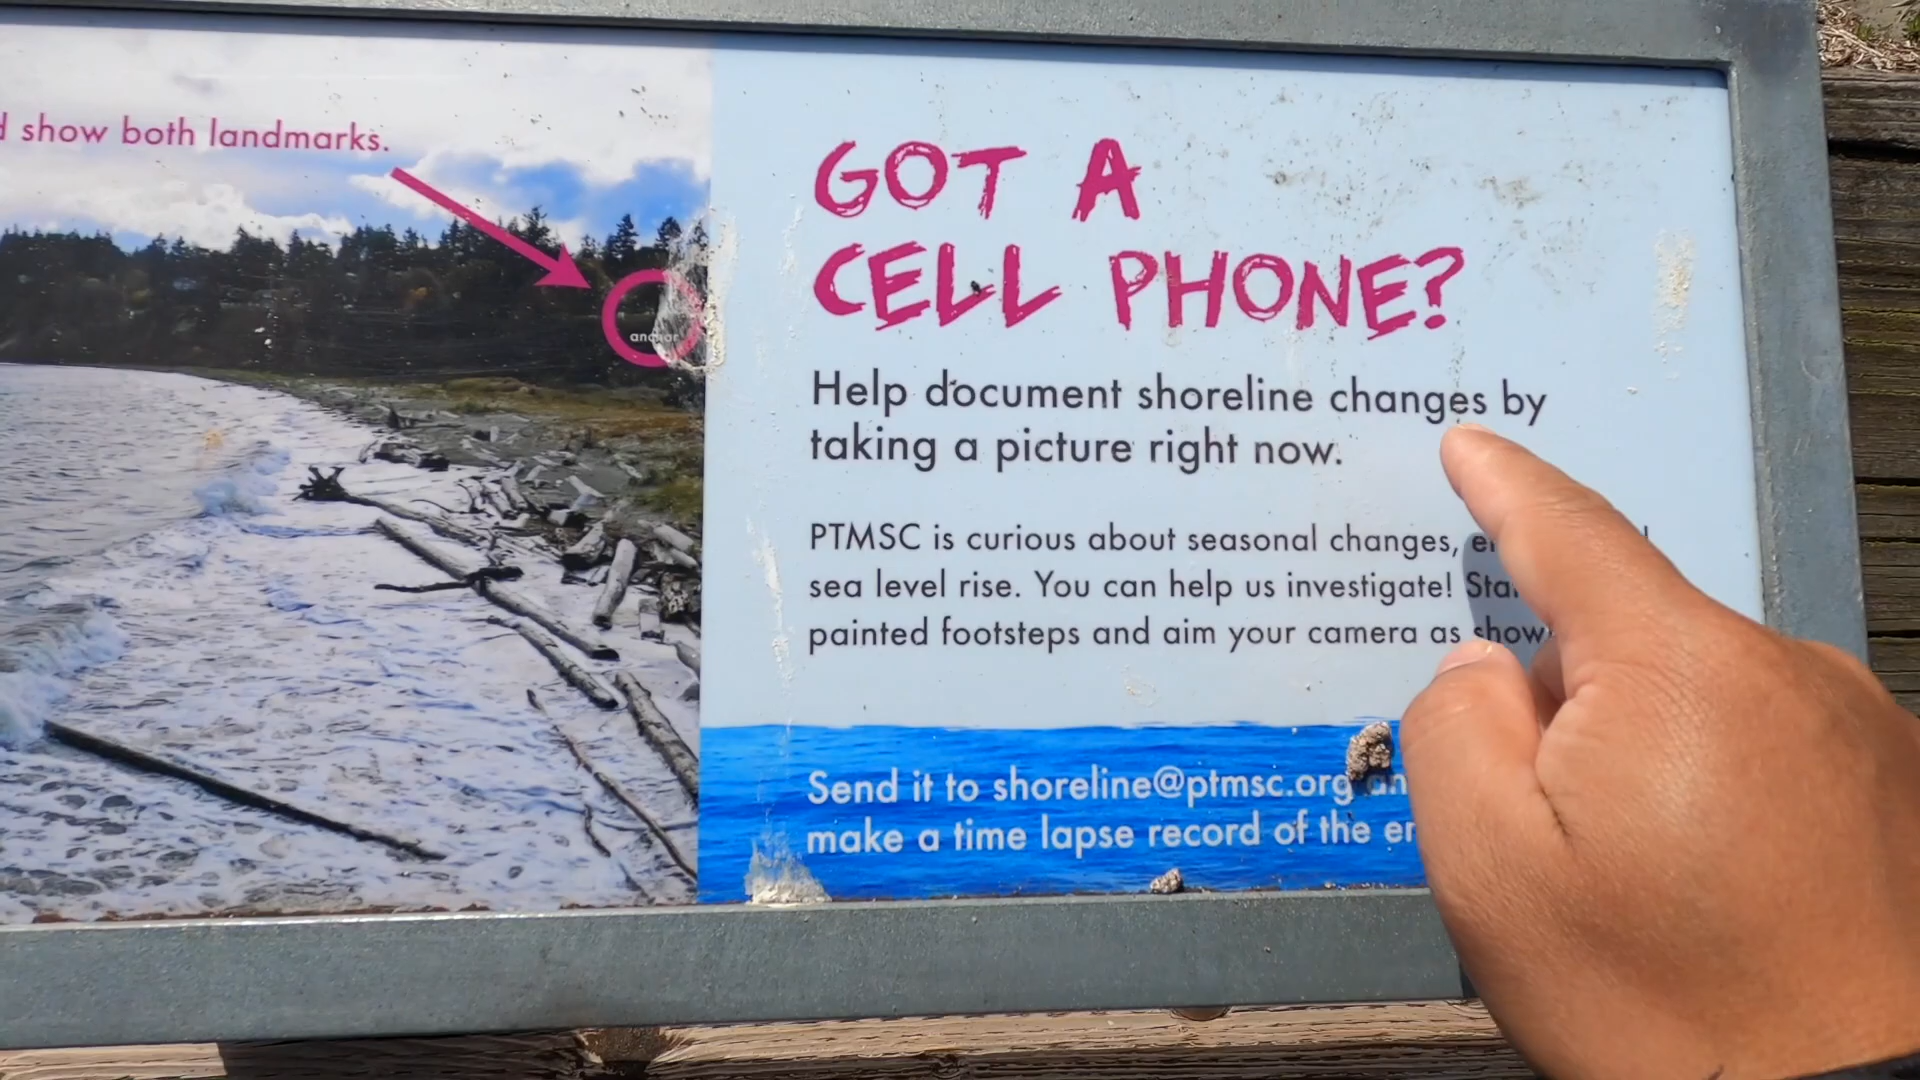 show both landmarks.
anchor
GOT A
CELL PHONE?
Help document shoreline changes by
taking a picture right now.
PTMSC is curious about seasonal changes,
sea level rise. You can help us investigate!
painted footsteps and aim your camera as
Send it to shoreline@ptmsc.org
make a time lapse record of the